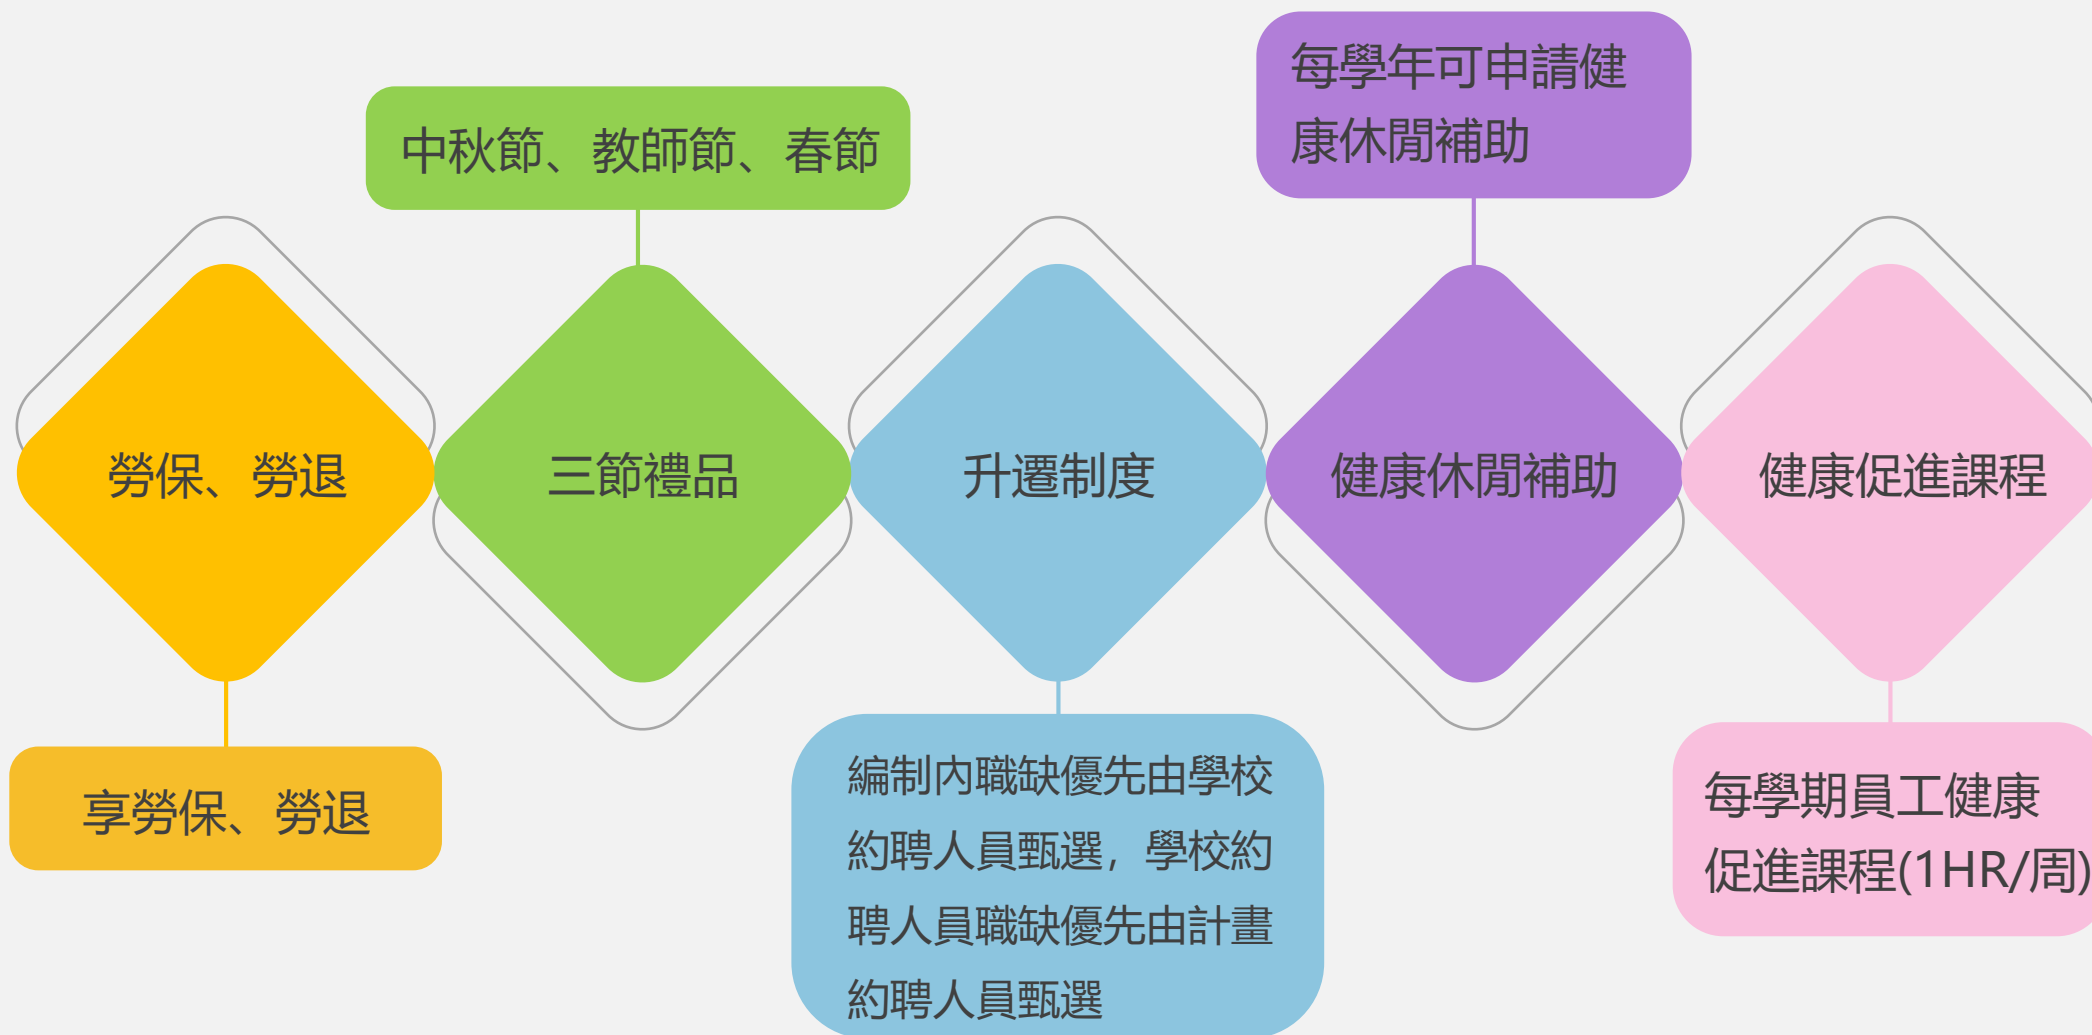 每學年可申請健
康休閒補助
中秋節、教師節、春節
勞保、勞退
三節禮品
升遷制度
健康休閒補助
健康促進課程
享勞保、勞退
編制內職缺優先由學校
約聘人員甄選，學校約
聘人員職缺優先由計畫
約聘人員甄選
每學期員工健康
促進課程(1HR/周)